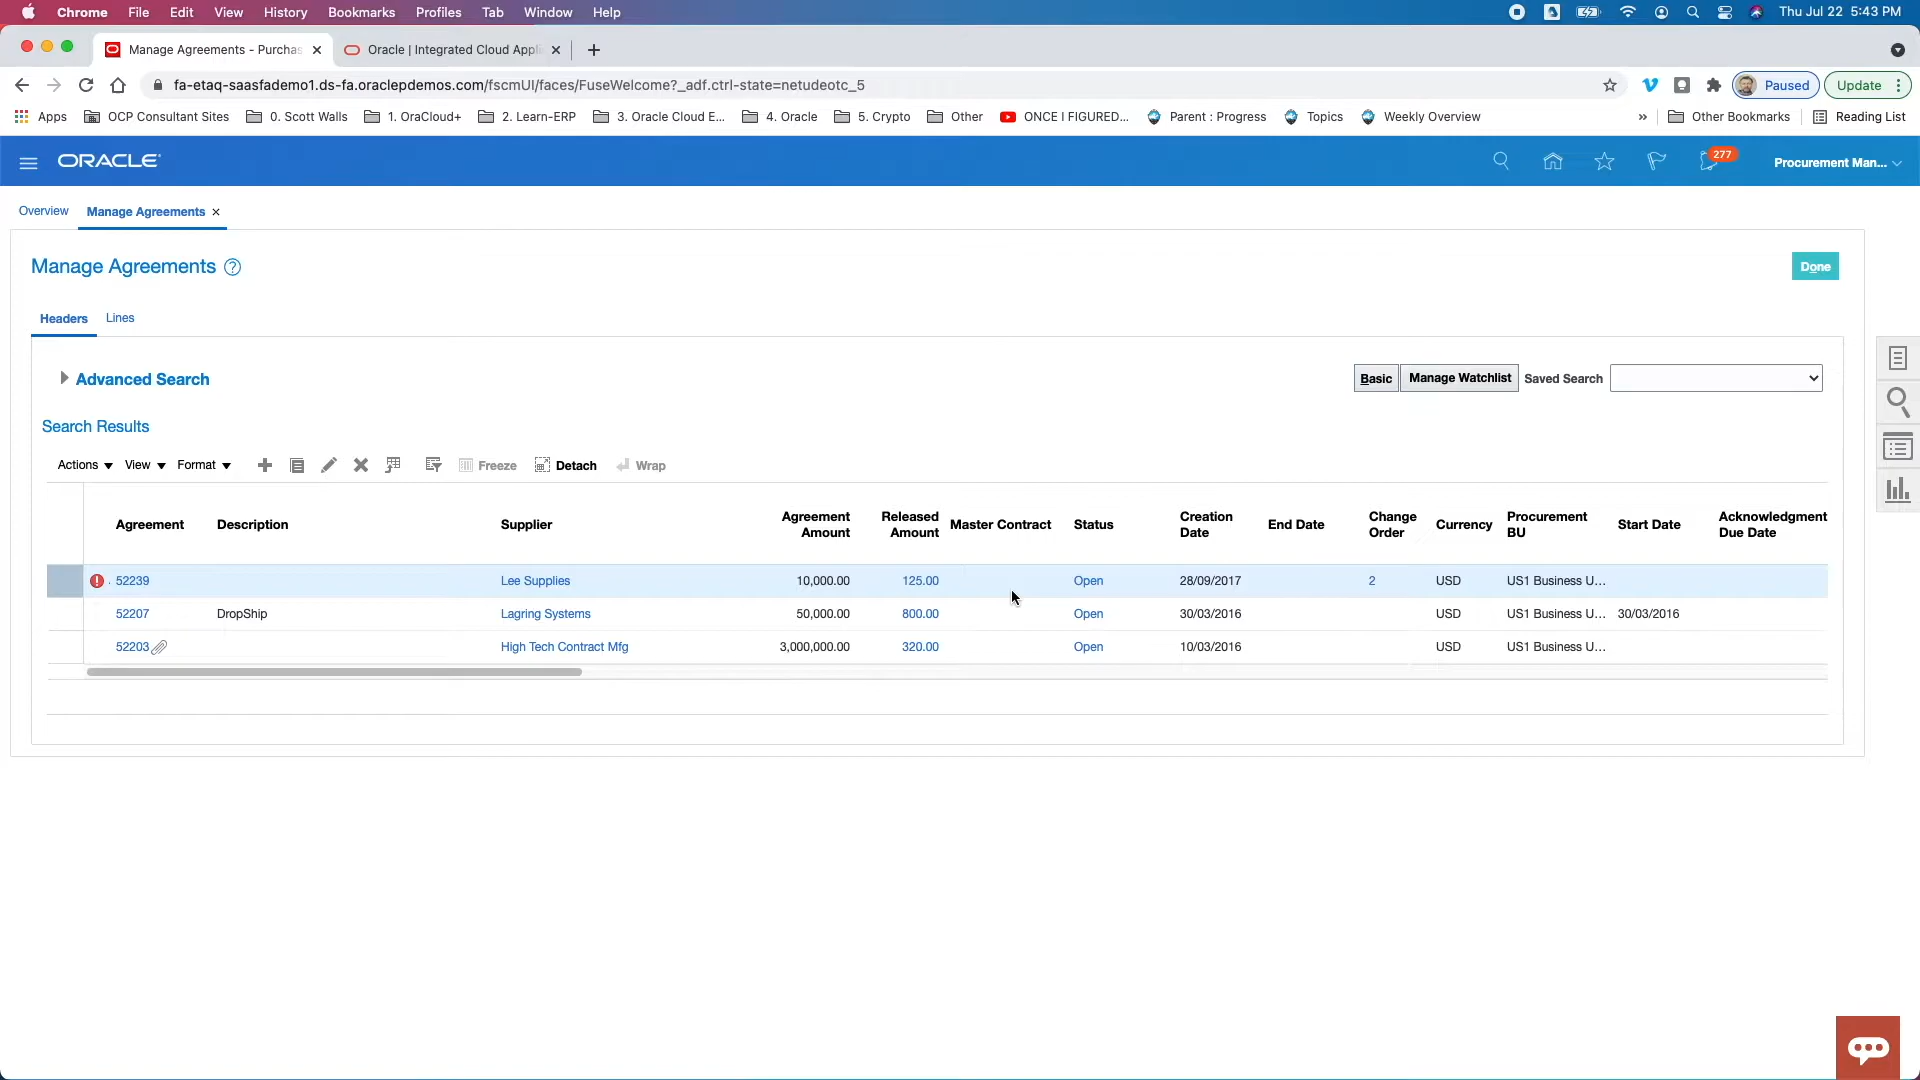 Chrome File Edit View History Bookmarks Profiles Tab Window Help Thu Jul 22 5:43 PM
Manage Agreements - Purchas Oracle | Integrated Cloud Appli
fa-etaq-saasfademo1.ds-fa.oraclepdemos.com/fscmUI/faces/FuseWelcome?_adf.ctrl-state=netudeotc_5 Paused Update
Apps OCP Consultant Sites 0. Scott Walls 1. OraCloud+ 2. Learn-ERP 3. Oracle Cloud E... 4. Oracle 5. Crypto Other ONCE I FIGURED... Parent : Progress Topics Weekly Overview » Other Bookmarks Reading List
ORACLE 277 Procurement Man...
Overview Manage Agreements
Manage Agreements ? Done
Headers Lines
Advanced Search Basic Manage Watchlist Saved Search
Search Results
Actions View Format Freeze Detach Wrap
Agreement Description Supplier Agreement Amount Released Amount Master Contract Status Creation Date End Date Change Order Currency Procurement BU Start Date Acknowledgment Due Date
52239 Lee Supplies 10,000.00 125.00 Open 28/09/2017 2 USD US1 Business U...
52207 DropShip Lagring Systems 50,000.00 800.00 Open 30/03/2016 USD US1 Business U... 30/03/2016
52203 High Tech Contract Mfg 3,000,000.00 320.00 Open 10/03/2016 USD US1 Business U...